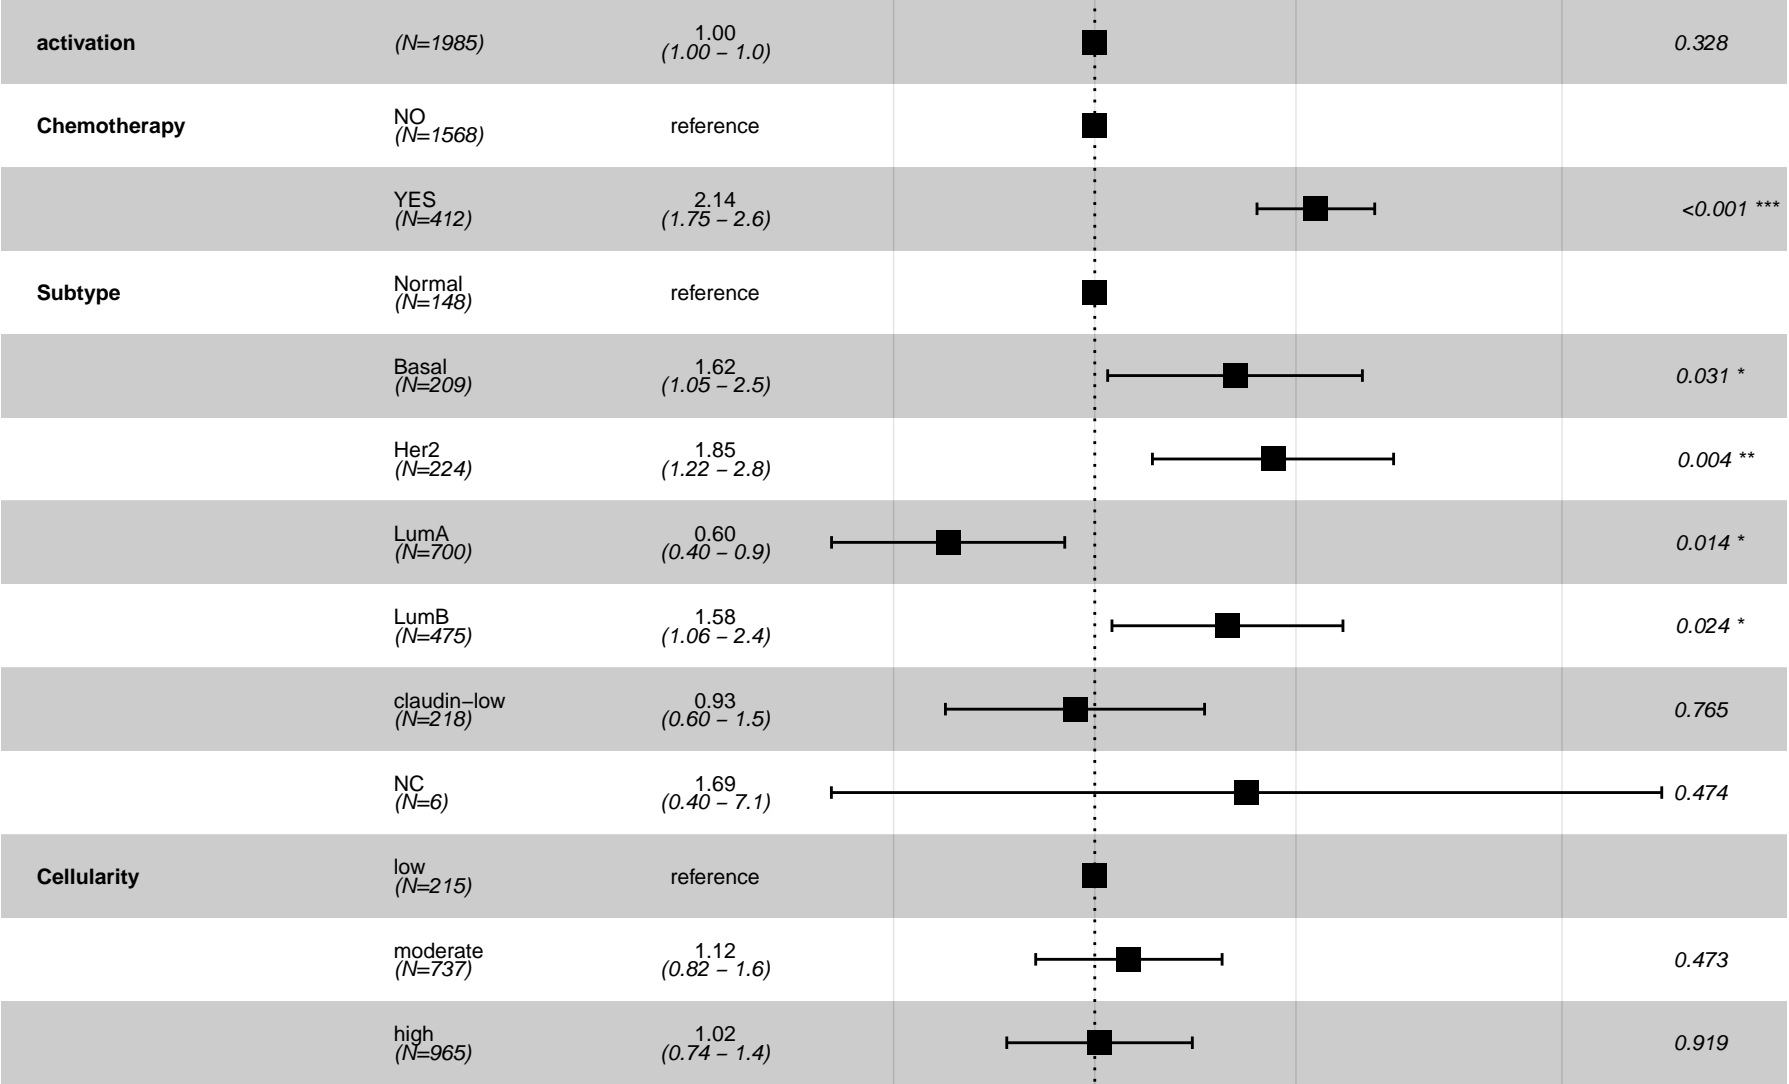 activation (N=1985) 1.00 0.328
(1.00 – 1.0)
Chemotherapy NO reference
(N=1568)
YES 2.14 <0.001 ***
(N=412) (1.75 – 2.6)
Subtype Normal reference
(N=148)
Basal 1.62 0.031 *
(N=209) (1.05 – 2.5)
Her2 1.85 0.004 **
(N=224) (1.22 – 2.8)
LumA 0.60 0.014 *
(N=700) (0.40 – 0.9)
LumB 1.58 0.024 *
(N=475) (1.06 – 2.4)
claudin–low 0.93 0.765
(N=218) (0.60 – 1.5)
NC 1.69 0.474
(N=6) (0.40 – 7.1)
Cellularity low reference
(N=215)
moderate 1.12 0.473
(N=737) (0.82 – 1.6)
high 1.02 0.919
(N=965) (0.74 – 1.4)